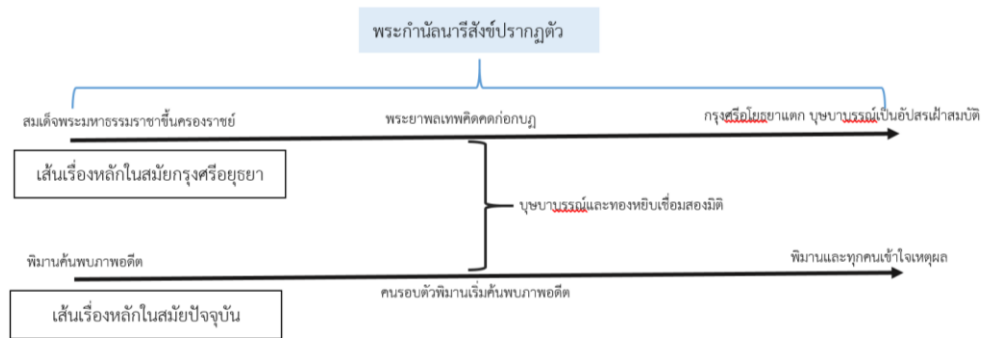 พระกำนัลนารีสังข์ปรากฏตัว
สมเด็จพระมหาธรรมราชาขึ้นครองราชย์
พระยาพลเทพคิดคดก่อกบฏ
กรุงศรีอโยธยาแตก บุษบาบรรณ์เป็นอัปสรเฝ้าสมบัติ
เส้นเรื่องหลักในสมัยกรุงศรีอยุธยา
บุษบาบรรณ์และทองหยิบเชื่อมสองมิติ
พิมานค้นพบภาพอดีต
พิมานและทุกคนเข้าใจเหตุผล
คนรอบตัวพิมานเริ่มค้นพบภาพอดีต
เส้นเรื่องหลักในสมัยปัจจุบัน